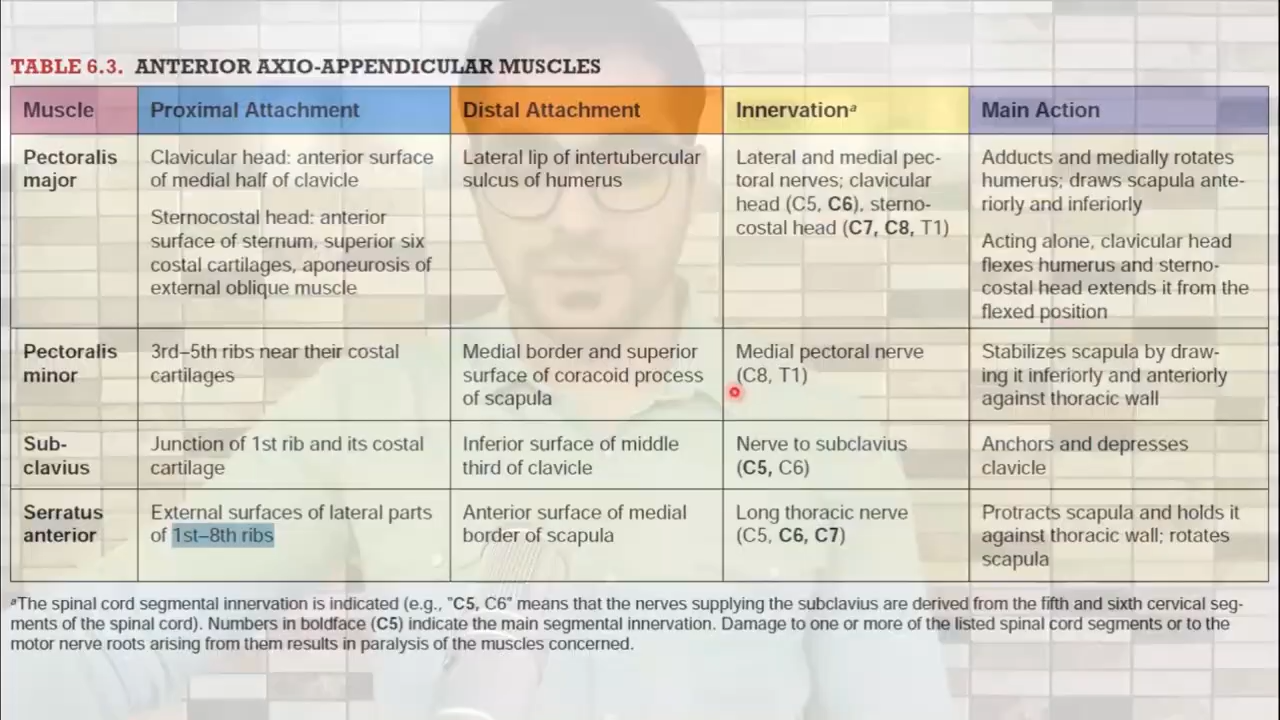 TABLE 6.3. ANTERIOR AXIO-APPENDICULAR MUSCLES
Muscle
Proximal Attachment
Distal Attachment
Innervationᵃ
Main Action
Pectoralis
major
Clavicular head: anterior surface
of medial half of clavicle
Sternocostal head: anterior
surface of sternum, superior six
costal cartilages, aponeurosis of
external oblique muscle
Lateral lip of intertubercular
sulcus of humerus
Lateral and medial pec-
toral nerves; clavicular
head (C5, C6), sterno-
costal head (C7, C8, T1)
Adducts and medially rotates
humerus; draws scapula ante-
riorly and inferiorly
Acting alone, clavicular head
flexes humerus and sterno-
costal head extends it from the
flexed position
Pectoralis
minor
3rd–5th ribs near their costal
cartilages
Medial border and superior
surface of coracoid process
of scapula
Medial pectoral nerve
(C8, T1)
Stabilizes scapula by draw-
ing it inferiorly and anteriorly
against thoracic wall
Sub-
clavius
Junction of 1st rib and its costal
cartilage
Inferior surface of middle
third of clavicle
Nerve to subclavius
(C5, C6)
Anchors and depresses
clavicle
Serratus
anterior
External surfaces of lateral parts
of 1st–8th ribs
Anterior surface of medial
border of scapula
Long thoracic nerve
(C5, C6, C7)
Protracts scapula and holds it
against thoracic wall; rotates
scapula
ᵃThe spinal cord segmental innervation is indicated (e.g., "C5, C6" means that the nerves supplying the subclavius are derived from the fifth and sixth cervical seg-
ments of the spinal cord). Numbers in boldface (C5) indicate the main segmental innervation. Damage to one or more of the listed spinal cord segments or to the
motor nerve roots arising from them results in paralysis of the muscles concerned.